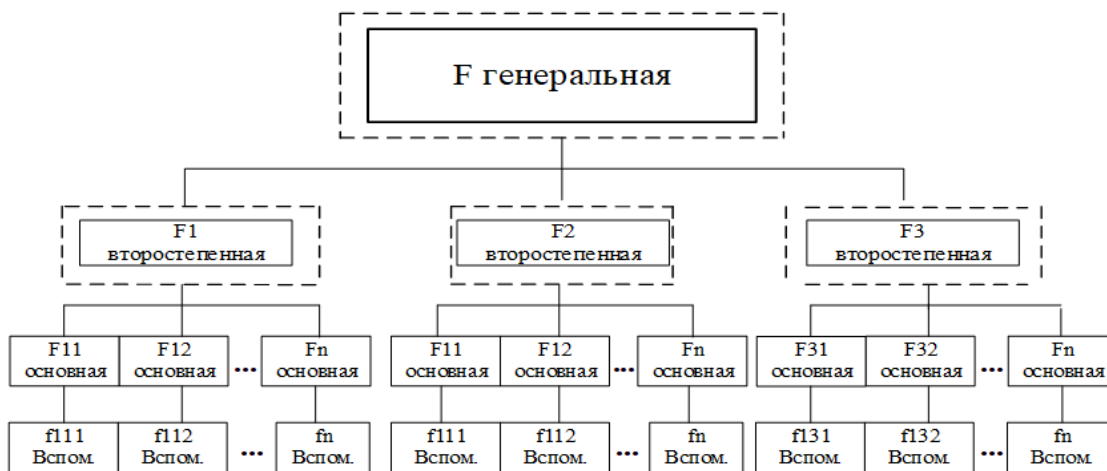 F генеральная
F1
второстепенная
F2
второстепенная
F3
второстепенная
F11
основная
F12
основная
...
Fn
основная
F11
основная
F12
основная
...
Fn
основная
F31
основная
F32
основная
...
Fn
основная
f111
Вспом.
f112
Вспом.
...
fn
Вспом.
f111
Вспом.
f112
Вспом.
...
fn
Вспом.
f131
Вспом.
f132
Вспом.
...
fn
Вспом.